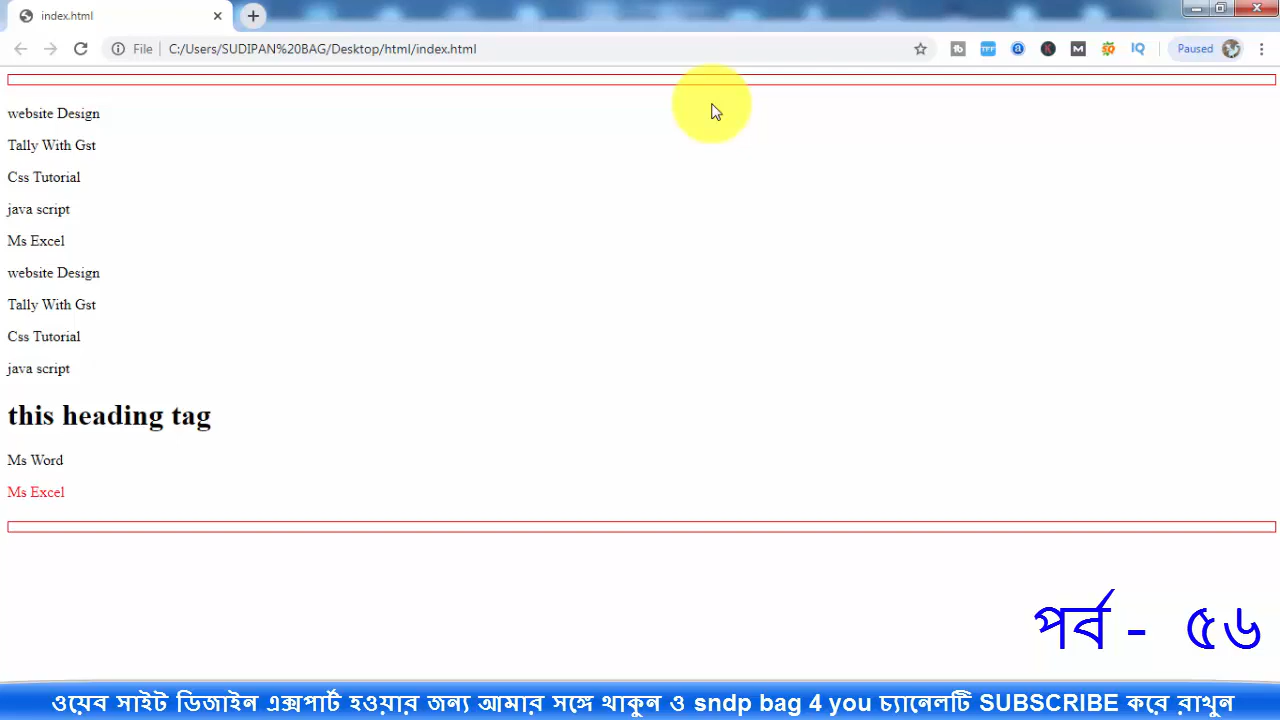 index.html
File
C:/Users/SUDIPAN%20BAG/Desktop/html/index.html
TFF
a
K
M
IQ
Paused
website Design
Tally With Gst
Css Tutorial
java script
Ms Excel
website Design
Tally With Gst
Css Tutorial
java script
this heading tag
Ms Word
Ms Excel
পর্ব - ৫৬
ওয়েব সাইট ডিজাইন এক্সপার্ট হওয়ার জন্য আমার সঙ্গে থাকুন ও sndp bag 4 you চ্যানেলটি SUBSCRIBE করে রাখুন